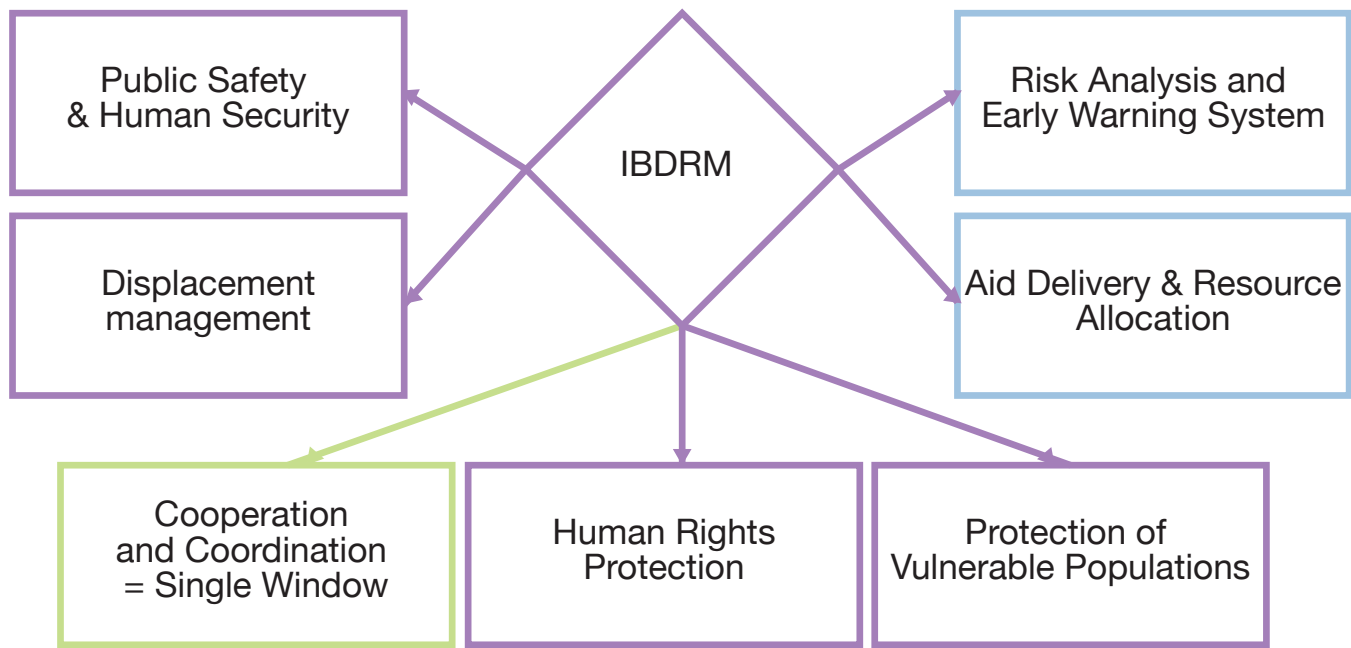 Public Safety
& Human Security
IBDRM
Risk Analysis and
Early Warning System
Displacement
management
Aid Delivery & Resource
Allocation
Cooperation
and Coordination
= Single Window
Human Rights
Protection
Protection of
Vulnerable Populations